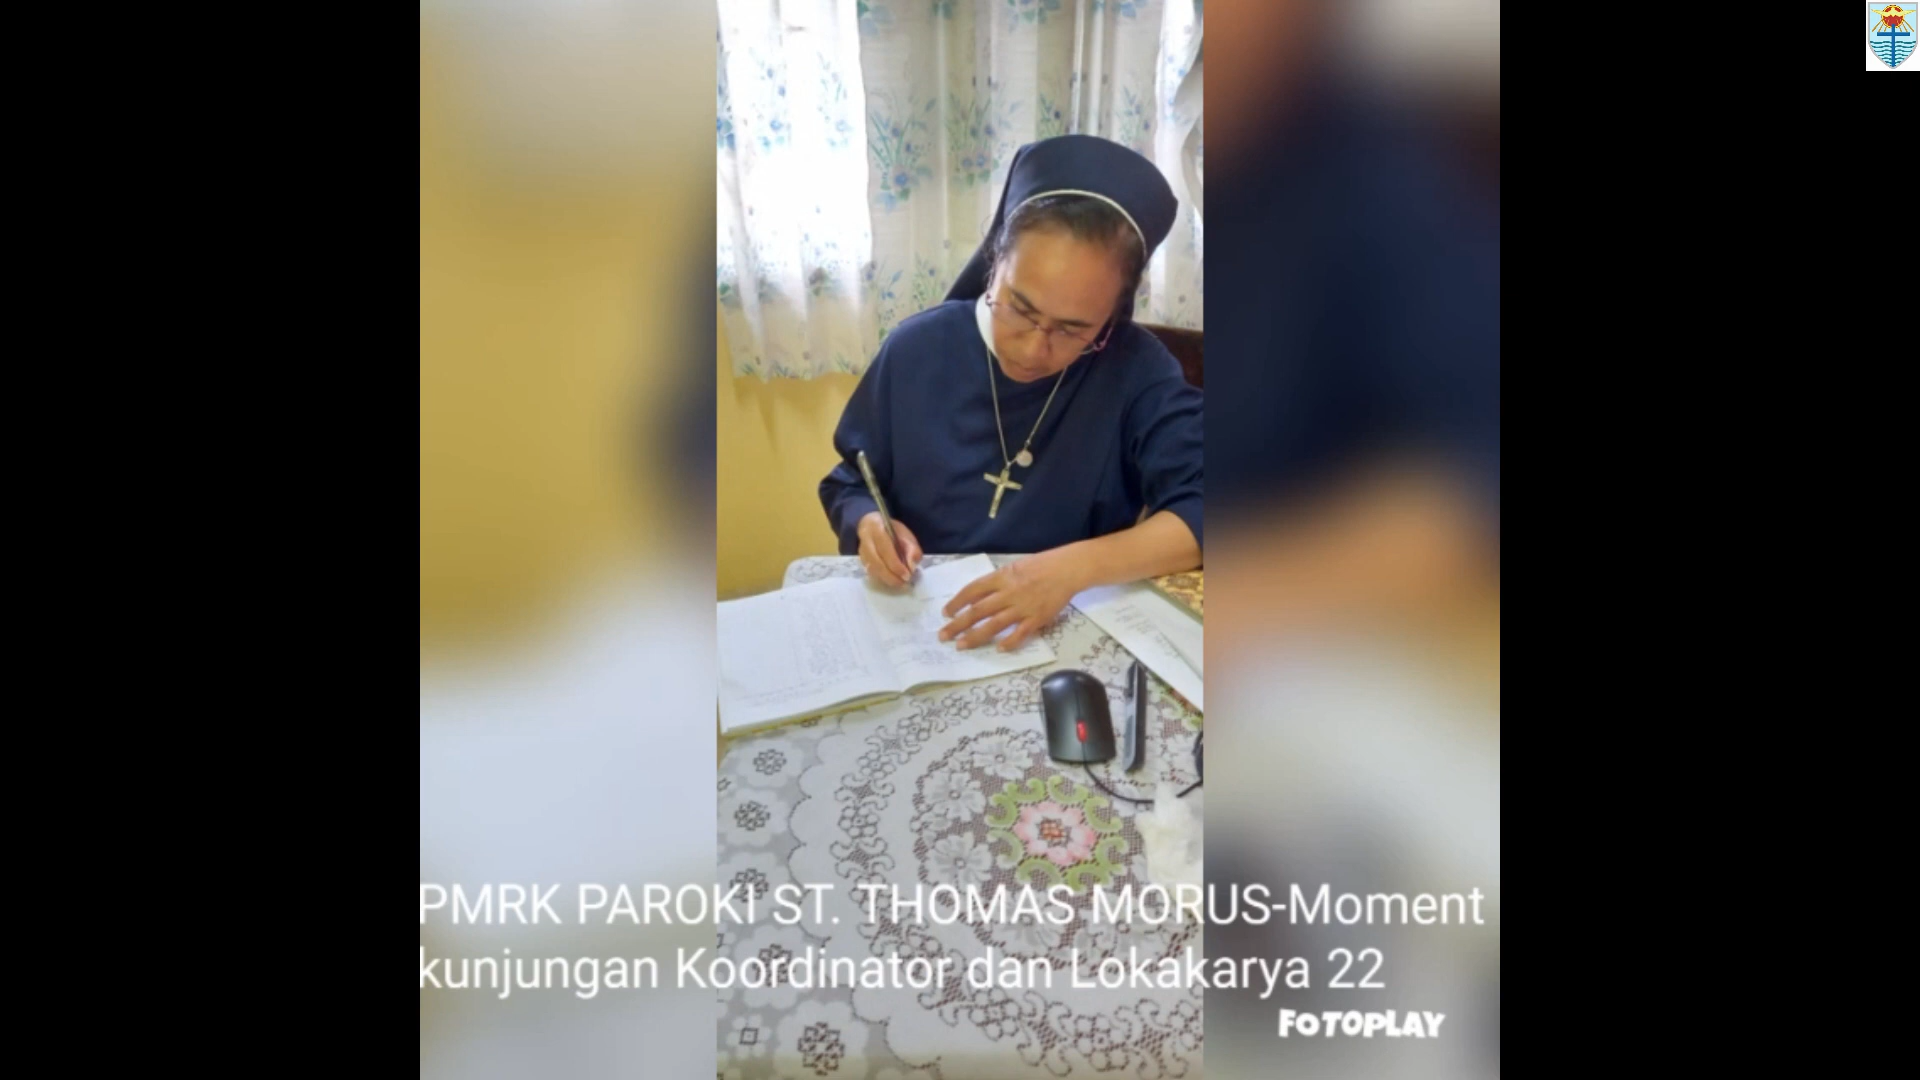 PMRK PAROKI ST. THOMAS MORUS-Moment
kunjungan Koordinator dan Lokakarya 22
FOTOPLAY